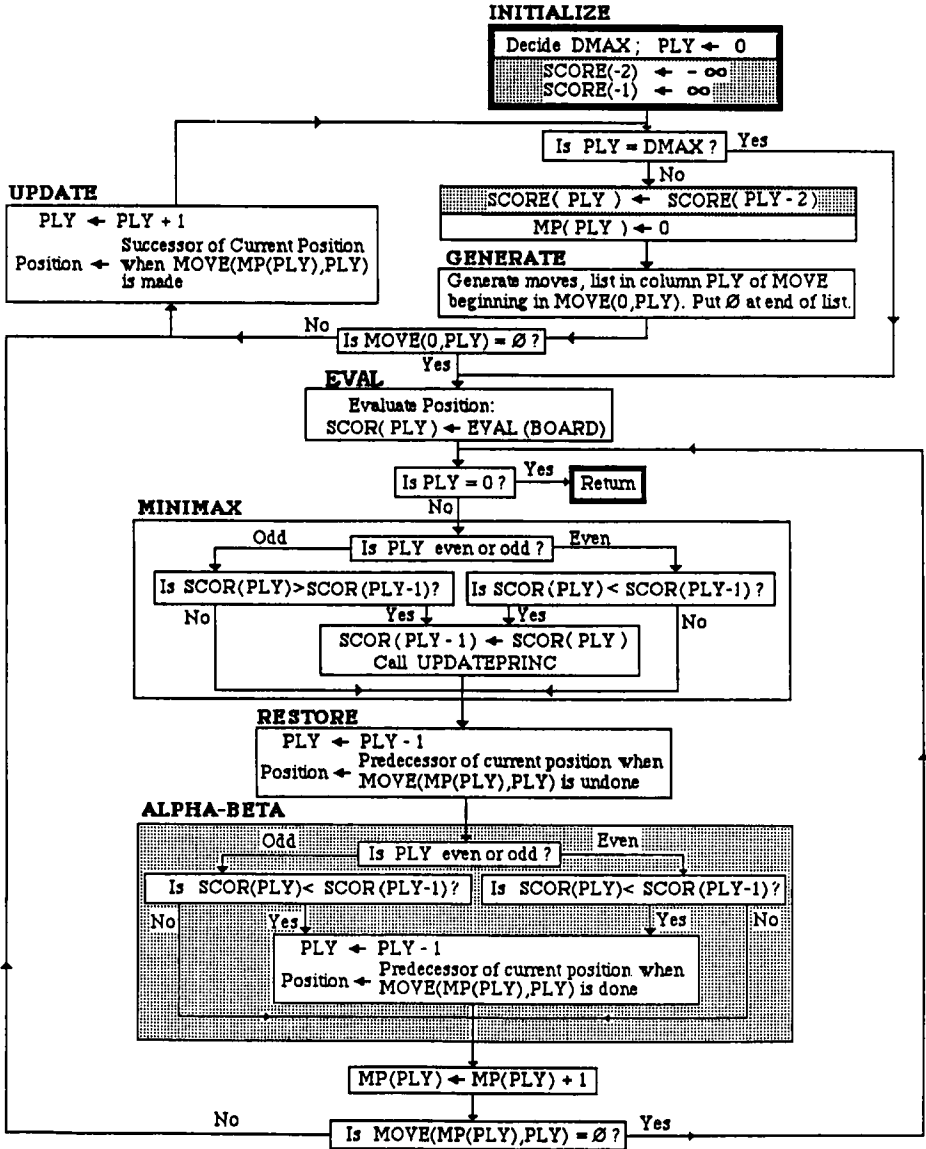 INITIALIZE
Decide DMAX; PLY ← 0
SCORE(-2) ← - ∞
SCORE(-1) ← ∞
Is PLY = DMAX ?
Yes
No
UPDATE
PLY ← PLY + 1
Successor of Current Position
Position ← when MOVE(MP(PLY),PLY)
is made
SCORE( PLY ) ← SCORE(PLY-2)
MP( PLY ) ← 0
GENERATE
Generate moves, list in column PLY of MOVE
beginning in MOVE(0,PLY). Put Ø at end of list.
No
Is MOVE(0,PLY) = Ø ?
Yes
EVAL
Evaluate Position:
SCOR( PLY ) ← EVAL (BOARD)
Is PLY = 0 ?
Yes
Return
No
MINIMAX
Odd
Is PLY even or odd ?
Even
Is SCOR(PLY)>SCOR(PLY-1)?
Is SCOR(PLY) < SCOR(PLY-1) ?
No
Yes
Yes
No
SCOR (PLY - 1) ← SCOR( PLY )
Call UPDATEPRINC
RESTORE
PLY ← PLY - 1
Position ← Predecessor of current position when
MOVE(MP(PLY),PLY) is undone
ALPHA-BETA
Odd
Is PLY even or odd ?
Even
Is SCOR(PLY)< SCOR (PLY-1)?
Is SCOR(PLY)< SCOR (PLY-1)?
No
Yes
Yes
No
PLY ← PLY - 1
Position ← Predecessor of current position when
MOVE(MP(PLY),PLY) is done
MP(PLY) ← MP(PLY) + 1
No
Is MOVE(MP(PLY),PLY) = Ø ?
Yes